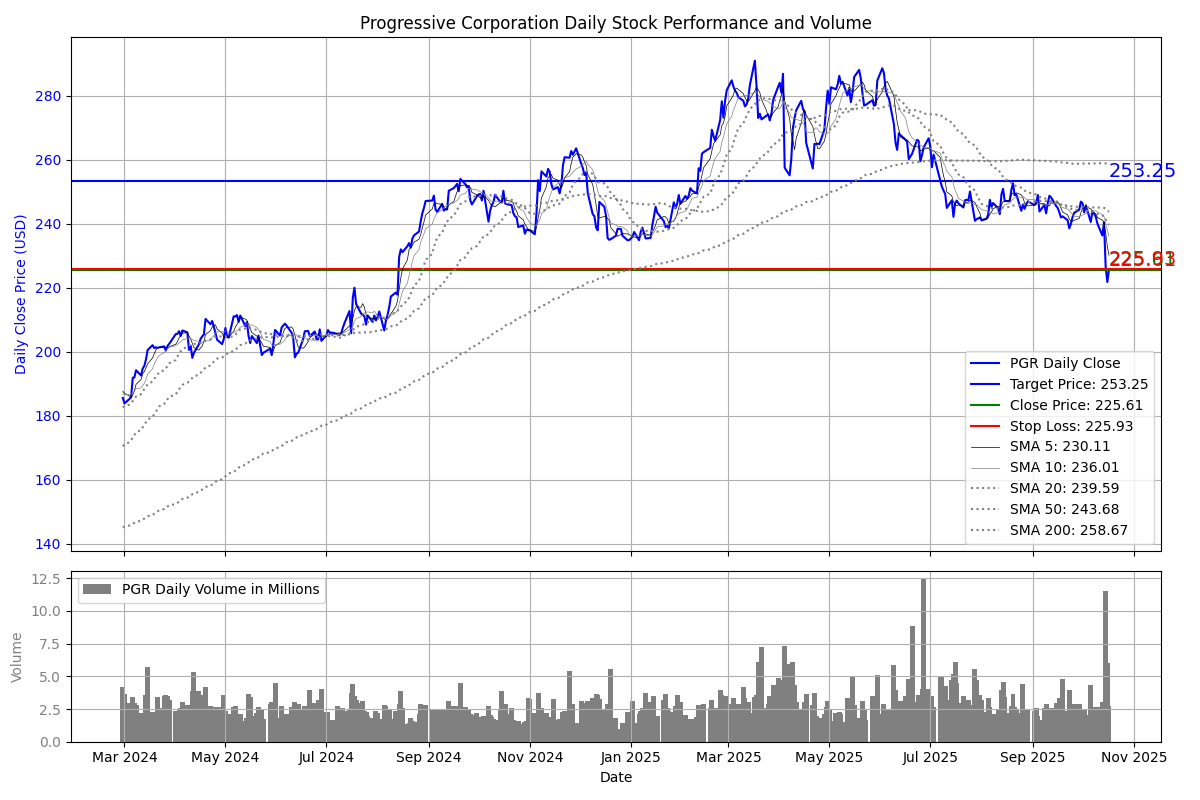 Progressive Corporation Daily Stock Performance and Volume
Daily Close Price (USD)
280
260
240
220
200
180
160
140
253.25
225.93
225.61
PGR Daily Close
Target Price: 253.25
Close Price: 225.61
Stop Loss: 225.93
SMA 5: 230.11
SMA 10: 236.01
SMA 20: 239.59
SMA 50: 243.68
SMA 200: 258.67
Volume
12.5
10.0
7.5
5.0
2.5
0.0
PGR Daily Volume in Millions
Mar 2024
May 2024
Jul 2024
Sep 2024
Nov 2024
Jan 2025
Mar 2025
May 2025
Jul 2025
Sep 2025
Nov 2025
Date